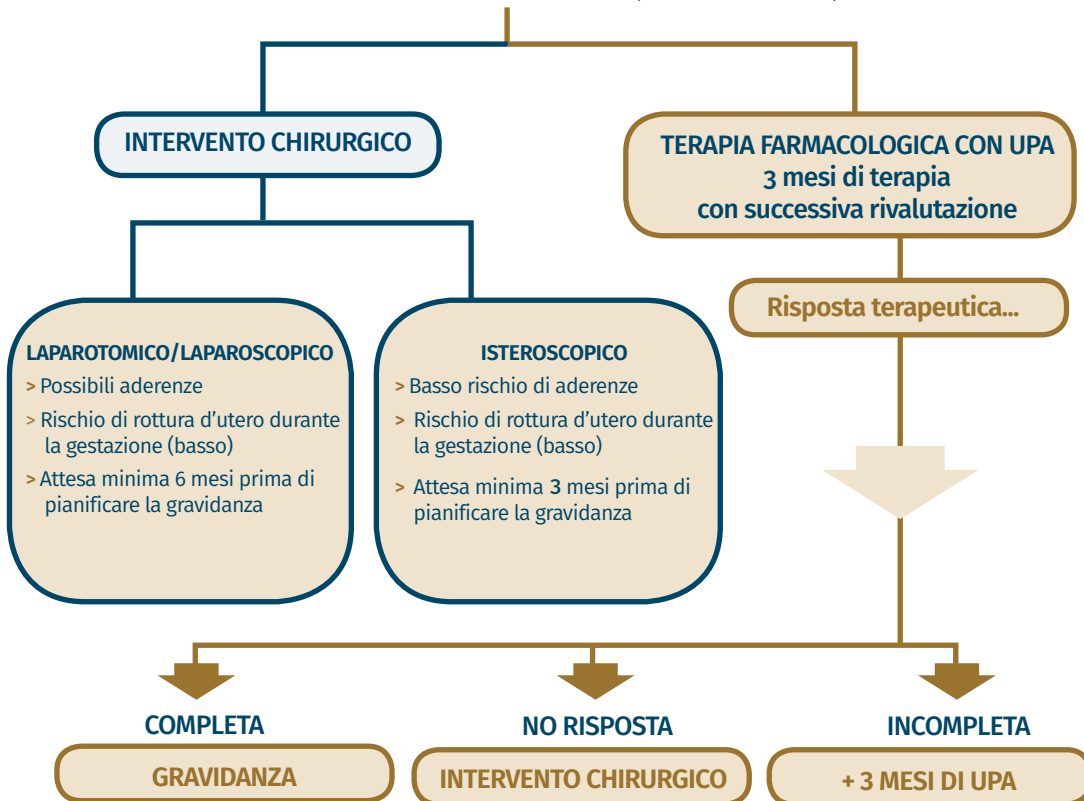 INTERVENTO CHIRURGICO
TERAPIA FARMACOLOGICA CON UPA
3 mesi di terapia
con successiva rivalutazione
Risposta terapeutica...
LAPAROTOMICO/LAPAROSCOPICO
> Possibili aderenze
> Rischio di rottura d'utero durante
la gestazione (basso)
> Attesa minima 6 mesi prima di
pianificare la gravidanza
ISTEROSCOPICO
> Basso rischio di aderenze
> Rischio di rottura d'utero durante
la gestazione (basso)
> Attesa minima 3 mesi prima di
pianificare la gravidanza
COMPLETA
GRAVIDANZA
NO RISPOSTA
INTERVENTO CHIRURGICO
INCOMPLETA
+ 3 MESI DI UPA